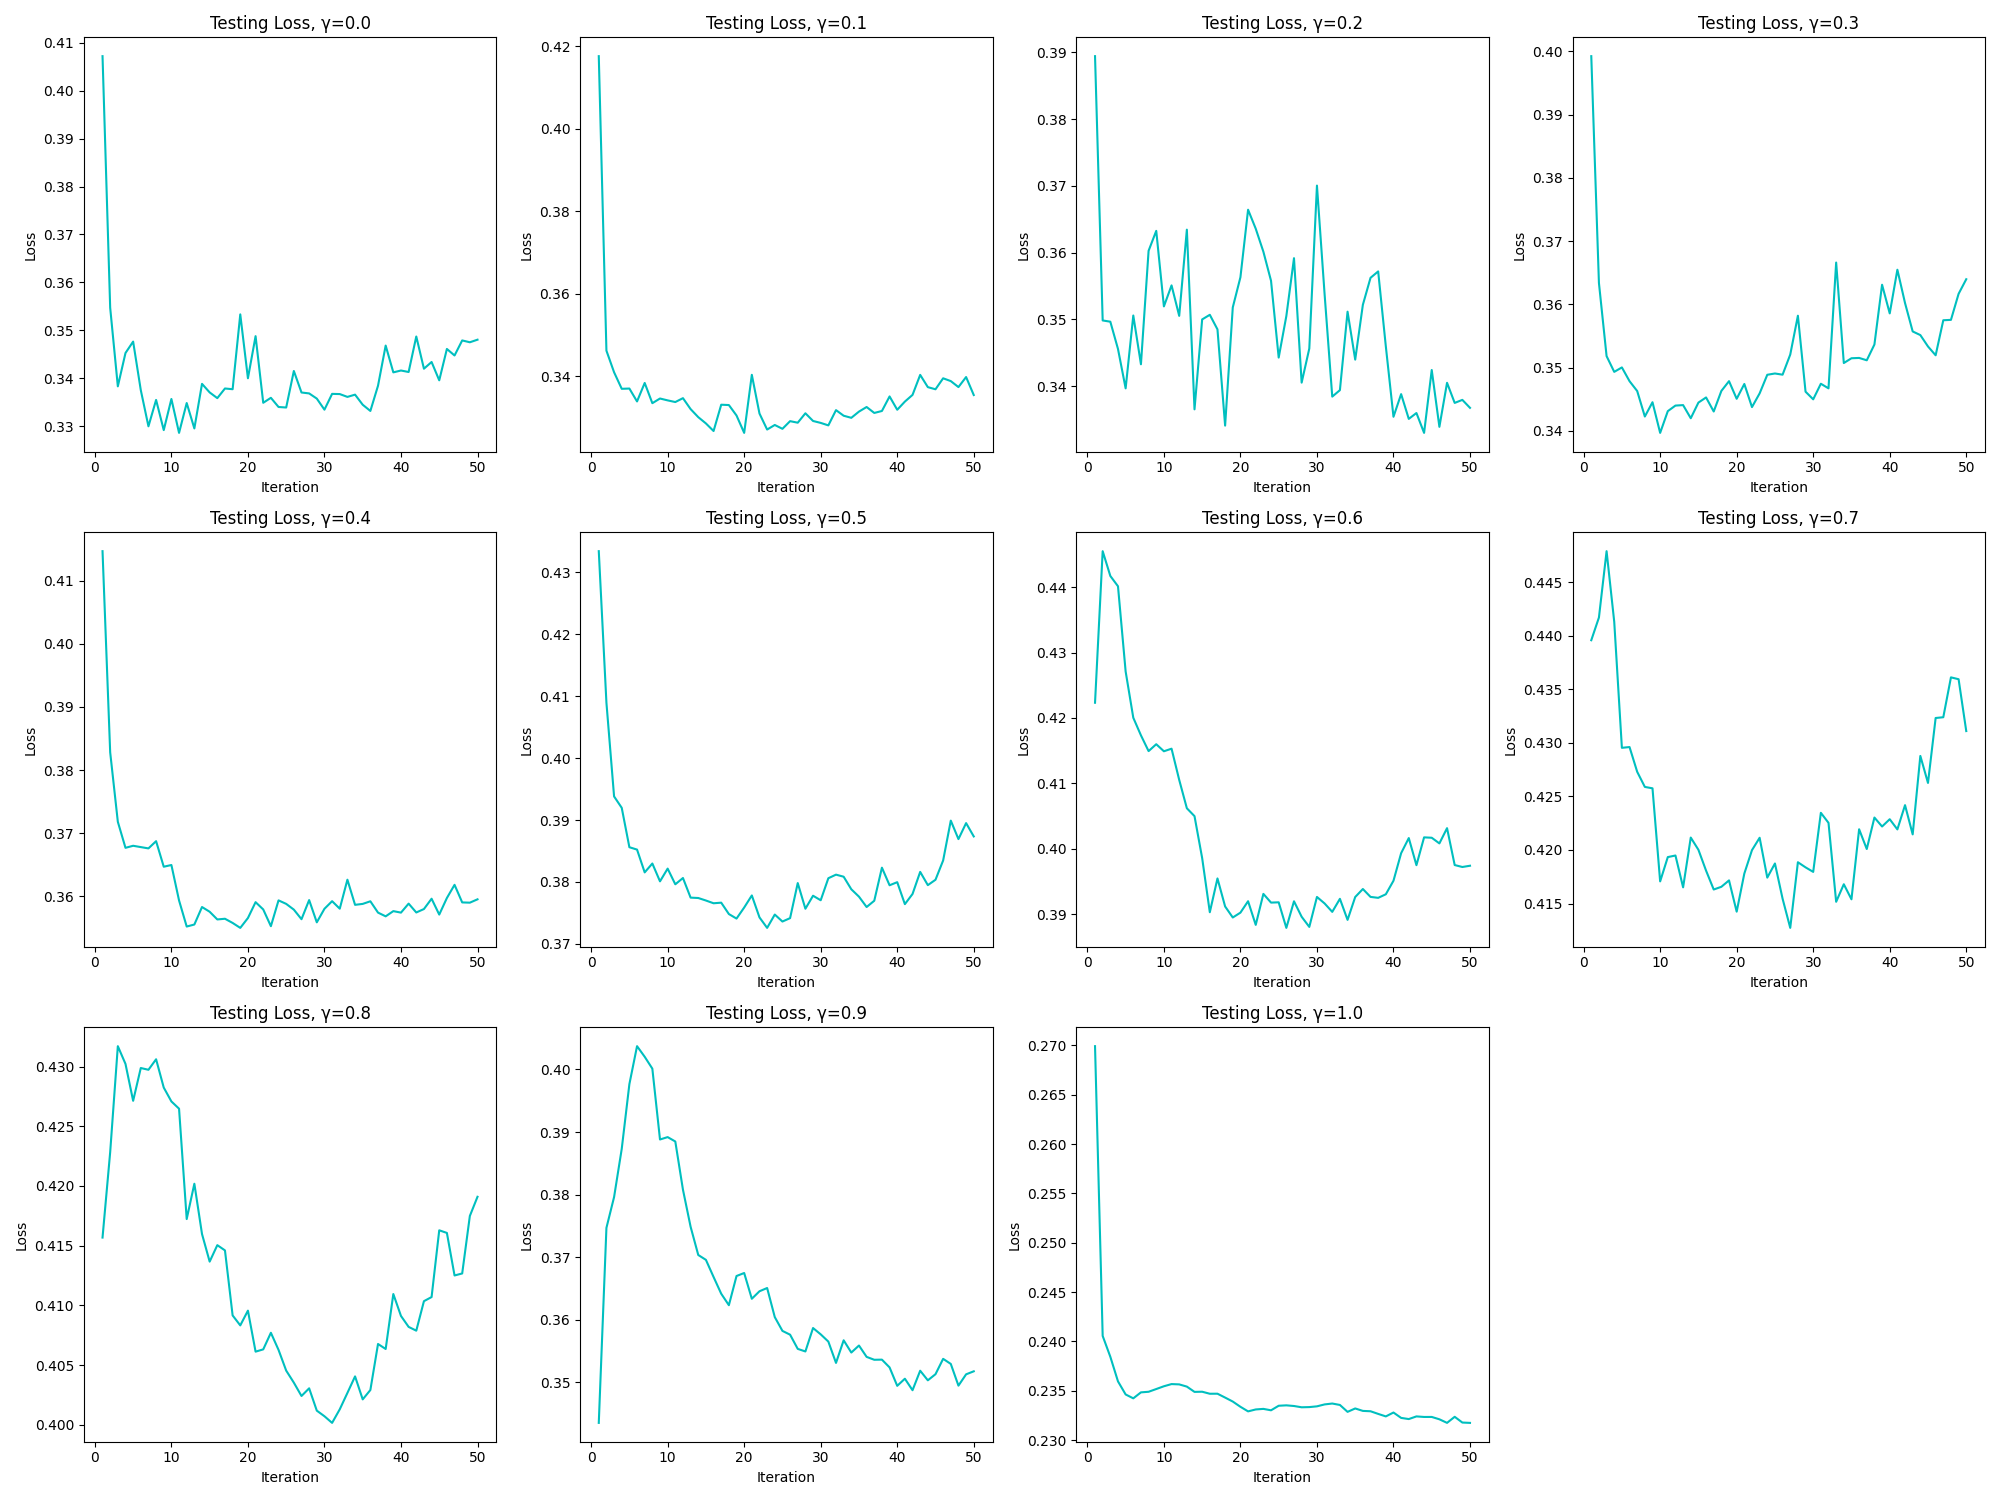 Testing Loss, γ=0.0
0.41
0.40
0.39
0.38
0.37
0.36
0.35
0.34
0.33
Loss
0 10 20 30 40 50
Iteration
Testing Loss, γ=0.1
0.42
0.40
0.38
0.36
0.34
Loss
0 10 20 30 40 50
Iteration
Testing Loss, γ=0.2
0.39
0.38
0.37
0.36
0.35
0.34
Loss
0 10 20 30 40 50
Iteration
Testing Loss, γ=0.3
0.40
0.39
0.38
0.37
0.36
0.35
0.34
Loss
0 10 20 30 40 50
Iteration
Testing Loss, γ=0.4
0.41
0.40
0.39
0.38
0.37
0.36
Loss
0 10 20 30 40 50
Iteration
Testing Loss, γ=0.5
0.43
0.42
0.41
0.40
0.39
0.38
0.37
Loss
0 10 20 30 40 50
Iteration
Testing Loss, γ=0.6
0.44
0.43
0.42
0.41
0.40
0.39
Loss
0 10 20 30 40 50
Iteration
Testing Loss, γ=0.7
0.445
0.440
0.435
0.430
0.425
0.420
0.415
Loss
0 10 20 30 40 50
Iteration
Testing Loss, γ=0.8
0.430
0.425
0.420
0.415
0.410
0.405
0.400
Loss
0 10 20 30 40 50
Iteration
Testing Loss, γ=0.9
0.40
0.39
0.38
0.37
0.36
0.35
Loss
0 10 20 30 40 50
Iteration
Testing Loss, γ=1.0
0.270
0.265
0.260
0.255
0.250
0.245
0.240
0.235
0.230
Loss
0 10 20 30 40 50
Iteration